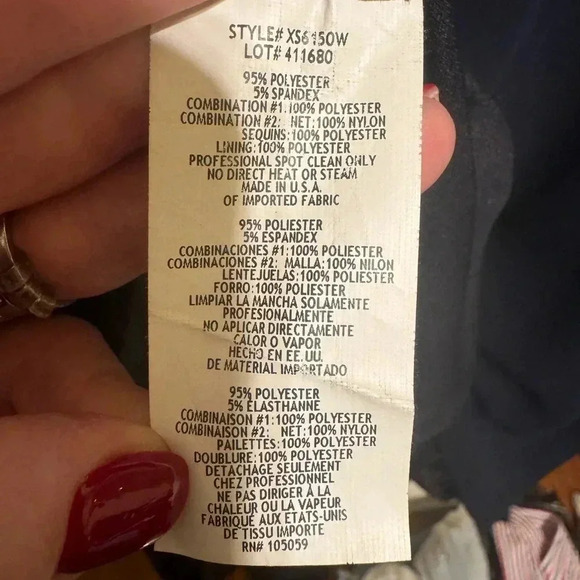 STYLE# XS6150W
LOT# 411680
95% POLYESTER
5% SPANDEX
COMBINATION #1: 100% POLYESTER
COMBINATION #2: NET:100% NYLON
SEQUINS:100% POLYESTER
LINING:100% POLYESTER
PROFESSIONAL SPOT CLEAN ONLY
NO DIRECT HEAT OR STEAM
MADE IN U.S.A.
OF IMPORTED FABRIC
95% POLIESTER
5% ESPANDEX
COMBINACIONES #1:100% POLIESTER
COMBINACIONES #2: MALLA:100% NILON
LENTEJUELAS:100% POLIESTER
FORRO:100% POLIESTER
LIMPIAR LA MANCHA SOLAMENTE
PROFESIONALMENTE
NO APLICAR DIRECTAMENTE
CALOR O VAPOR
HECHO EN EE.UU.
DE MATERIAL IMPORTADO
95% POLYESTER
5% ELASTHANNE
COMBINAISON #1:100% POLYESTER
COMBINAISON #2: NET:100% NYLON
PAILETTES:100% POLYESTER
DOUBLURE:100% POLYESTER
DETACHAGE SEULEMENT
CHEZ PROFESSIONNEL
NE PAS DIRIGER À LA
CHALEUR OU LA VAPEUR
FABRIQUÉ AUX ETATS-UNIS
DE TISSU IMPORTE
RN# 105059